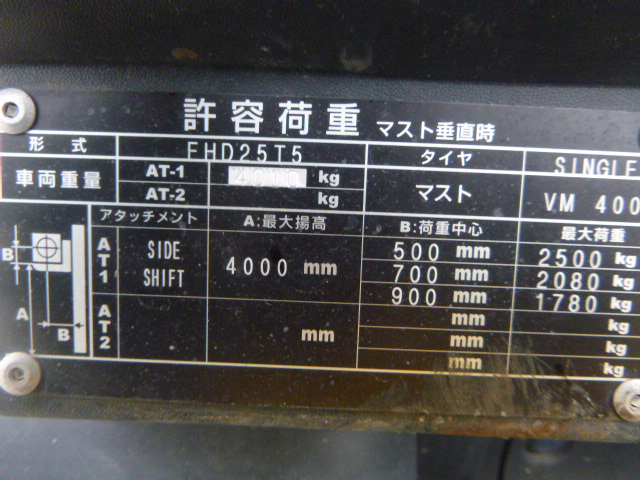 許容荷重 マスト垂直時
形式 FHD25T5 タイヤ SINGLE
車両重量 AT-1 4010 kg マスト VM 400
AT-2 kg
アタッチメント A:最大揚高 B:荷重中心 最大荷重
AT1 SIDE SHIFT 4000 mm 500 mm 2500 kg
700 mm 2080 kg
900 mm 1780 kg
AT2 mm mm kg
mm kg
mm kg
B
A
B